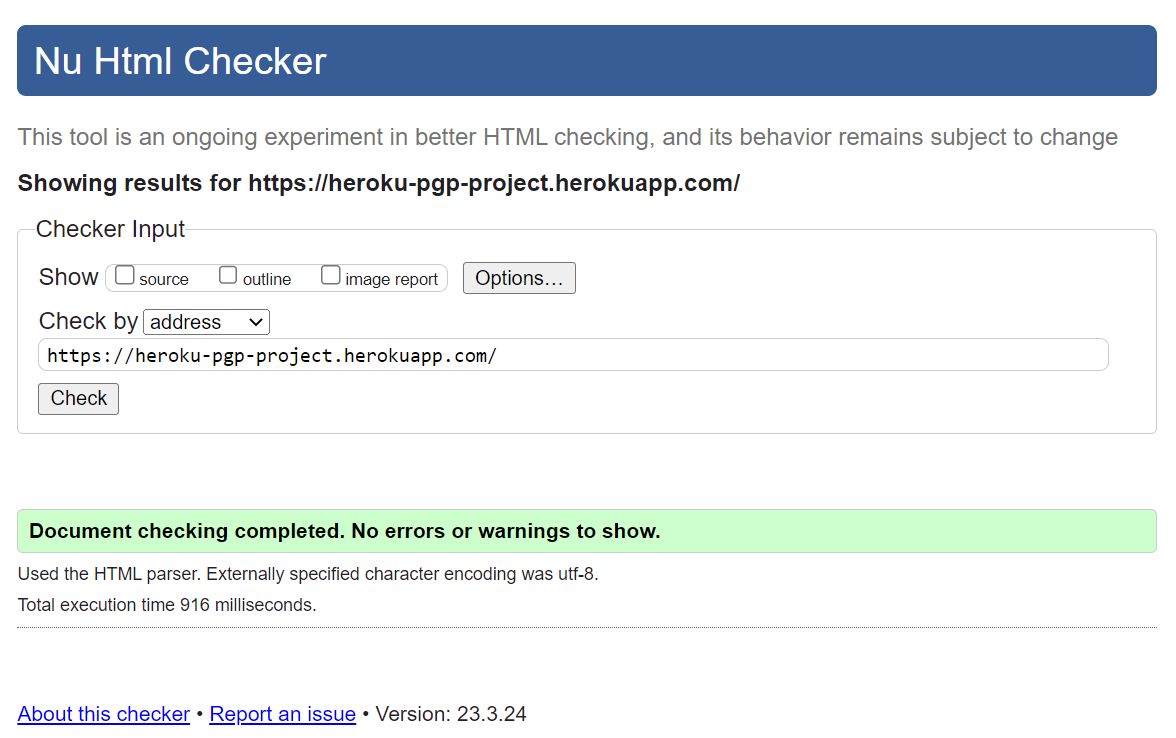 Nu Html Checker
This tool is an ongoing experiment in better HTML checking, and its behavior remains subject to change
Showing results for https://heroku-pgp-project.herokuapp.com/
Checker Input
Show source outline image report Options...
Check by address
https://heroku-pgp-project.herokuapp.com/
Check
Document checking completed. No errors or warnings to show.
Used the HTML parser. Externally specified character encoding was utf-8.
Total execution time 916 milliseconds.
About this checker • Report an issue • Version: 23.3.24